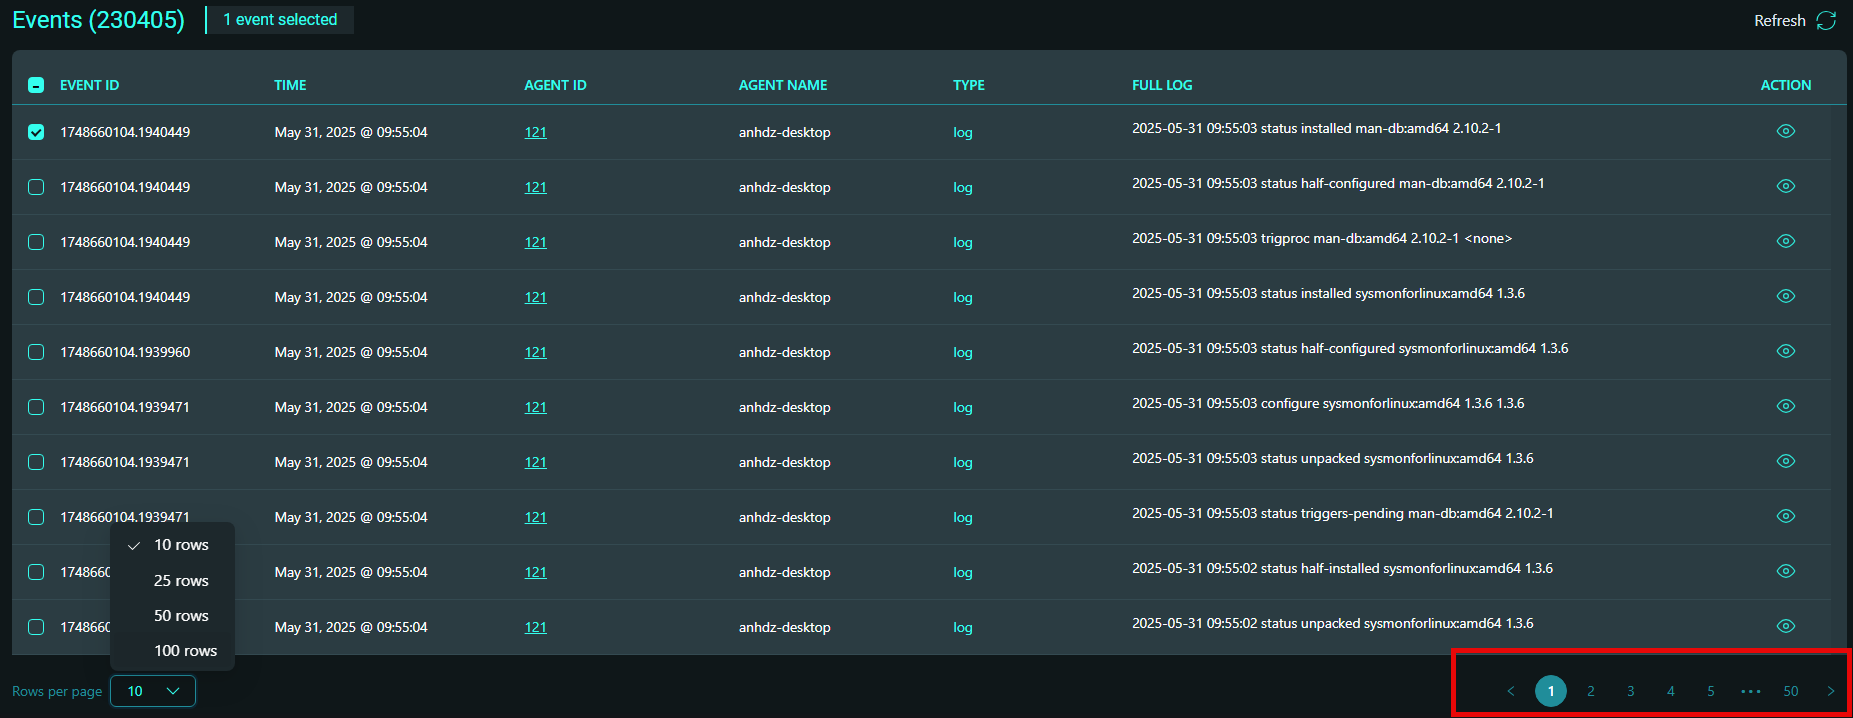 Events (230405) 1 event selected Refresh
EVENT ID TIME AGENT ID AGENT NAME TYPE FULL LOG ACTION
1748660104.1940449 May 31, 2025 @ 09:55:04 121 anhdz-desktop log 2025-05-31 09:55:03 status installed man-db:amd64 2.10.2-1
1748660104.1940449 May 31, 2025 @ 09:55:04 121 anhdz-desktop log 2025-05-31 09:55:03 status half-configured man-db:amd64 2.10.2-1
1748660104.1940449 May 31, 2025 @ 09:55:04 121 anhdz-desktop log 2025-05-31 09:55:03 trigproc man-db:amd64 2.10.2-1 <none>
1748660104.1940449 May 31, 2025 @ 09:55:04 121 anhdz-desktop log 2025-05-31 09:55:03 status installed sysmonforlinux:amd64 1.3.6
1748660104.1939960 May 31, 2025 @ 09:55:04 121 anhdz-desktop log 2025-05-31 09:55:03 status half-configured sysmonforlinux:amd64 1.3.6
1748660104.1939471 May 31, 2025 @ 09:55:04 121 anhdz-desktop log 2025-05-31 09:55:03 configure sysmonforlinux:amd64 1.3.6 1.3.6
1748660104.1939471 May 31, 2025 @ 09:55:04 121 anhdz-desktop log 2025-05-31 09:55:03 status unpacked sysmonforlinux:amd64 1.3.6
1748660104.1939471 May 31, 2025 @ 09:55:04 121 anhdz-desktop log 2025-05-31 09:55:03 status triggers-pending man-db:amd64 2.10.2-1
May 31, 2025 @ 09:55:04 121 anhdz-desktop log 2025-05-31 09:55:02 status half-installed sysmonforlinux:amd64 1.3.6
May 31, 2025 @ 09:55:04 121 anhdz-desktop log 2025-05-31 09:55:02 status unpacked sysmonforlinux:amd64 1.3.6
10 rows
25 rows
50 rows
100 rows
Rows per page 10 < 1 2 3 4 5 ••• 50 >